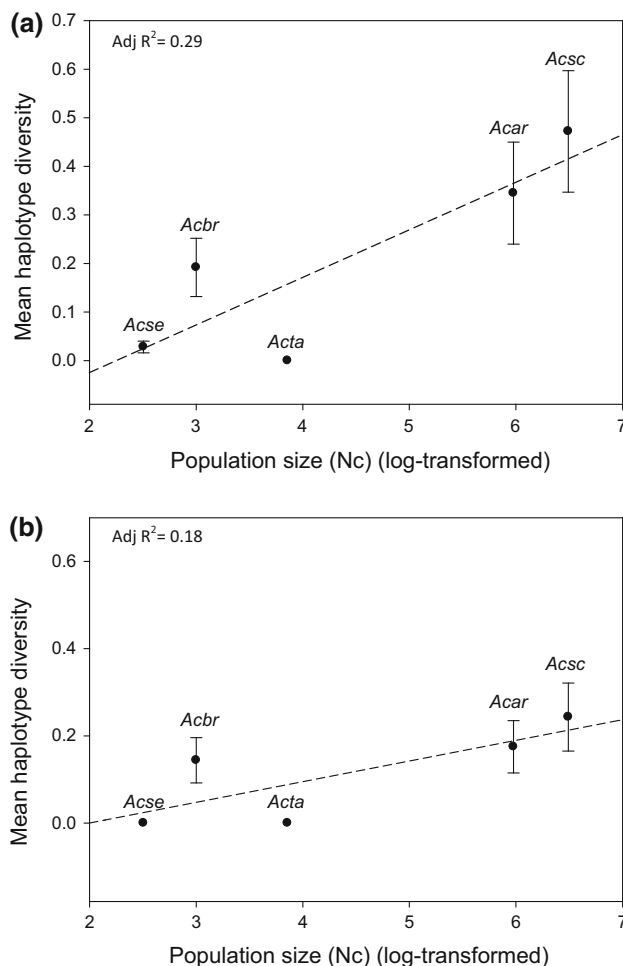 (a)
Adj R²= 0.29
Mean haplotype diversity
0.7
0.6
0.5
0.4
0.3
0.2
0.1
0.0
Acsc
Acar
Acbr
Acse
Acta
2 3 4 5 6 7
Population size (Nc) (log-transformed)
(b)
Adj R²= 0.18
Mean haplotype diversity
0.6
0.4
0.2
0.0
Acsc
Acar
Acbr
Acse
Acta
2 3 4 5 6 7
Population size (Nc) (log-transformed)